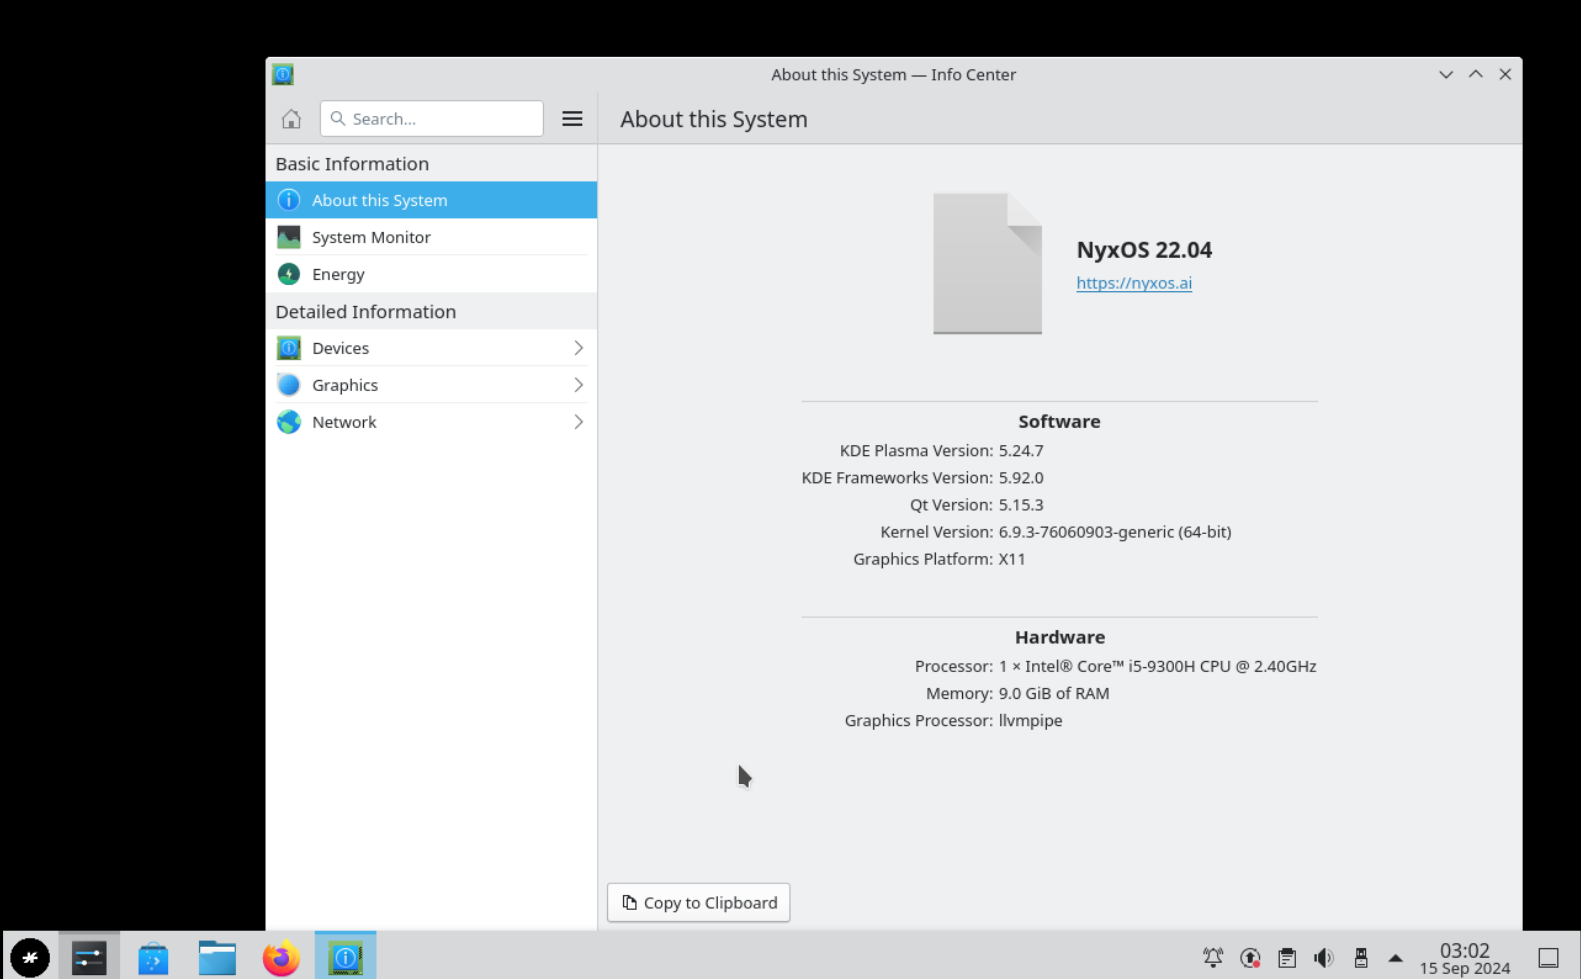 About this System — Info Center
Search...
About this System
Basic Information
About this System
System Monitor
Energy
Detailed Information
Devices
Graphics
Network
NyxOS 22.04
https://nyxos.ai
Software
KDE Plasma Version: 5.24.7
KDE Frameworks Version: 5.92.0
Qt Version: 5.15.3
Kernel Version: 6.9.3-76060903-generic (64-bit)
Graphics Platform: X11
Hardware
Processor: 1 × Intel® Core™ i5-9300H CPU @ 2.40GHz
Memory: 9.0 GiB of RAM
Graphics Processor: llvmpipe
Copy to Clipboard
03:02
15 Sep 2024